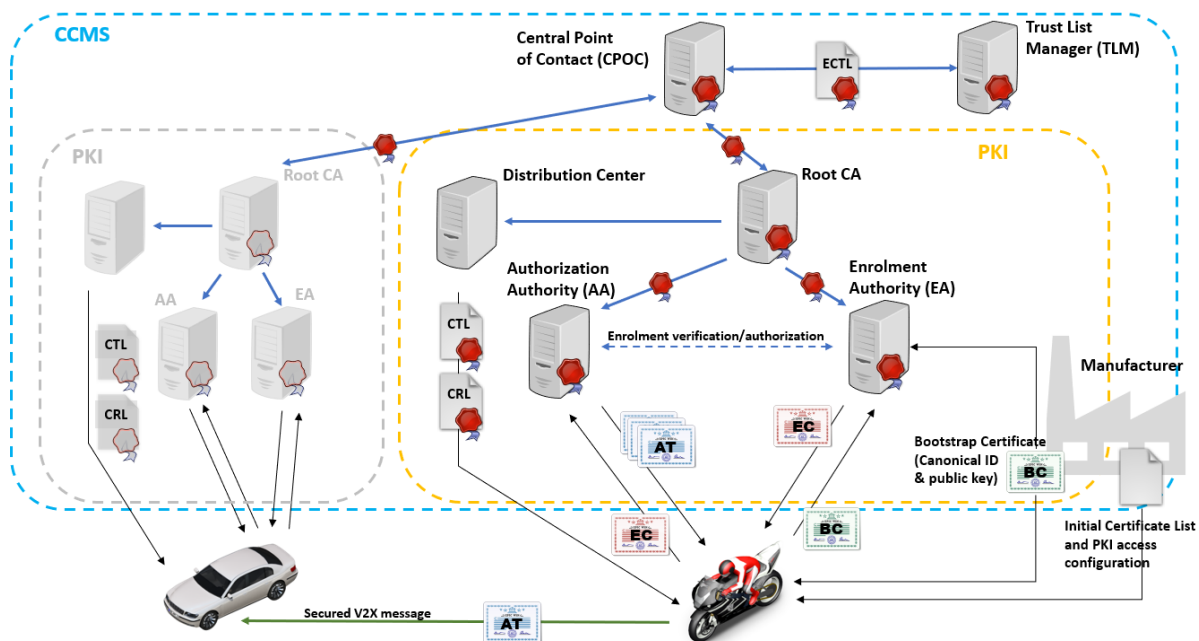 CCMS
Central Point
of Contact (CPOC)
ECTL
Trust List
Manager (TLM)
PKI
Root CA
PKI
Distribution Center
Root CA
Authorization
Authority (AA)
Enrolment
Authority (EA)
AA
EA
CTL
CRL
CTL
CRL
Enrolment verification/authorization
Manufacturer
AT
EC
Bootstrap Certificate
(Canonical ID
& public key)
BC
EC
BC
Initial Certificate List
and PKI access
configuration
Secured V2X message
AT